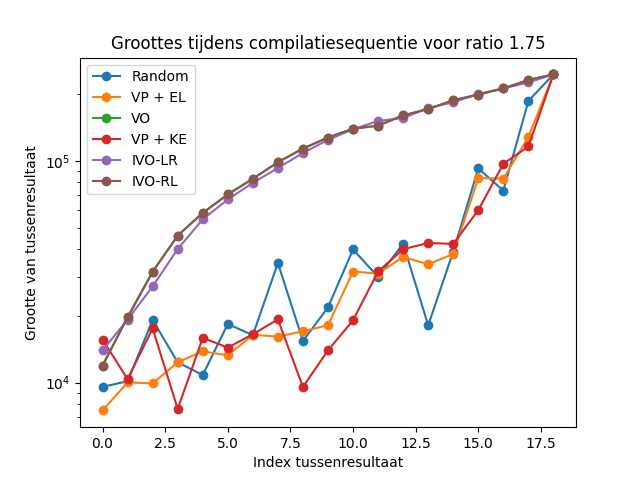 Groottes tijdens compilatiesequentie voor ratio 1.75
Random
VP + EL
VO
VP + KE
IVO-LR
IVO-RL
Grootte van tussenresultaat
10^5
10^4
0.0 2.5 5.0 7.5 10.0 12.5 15.0 17.5
Index tussenresultaat